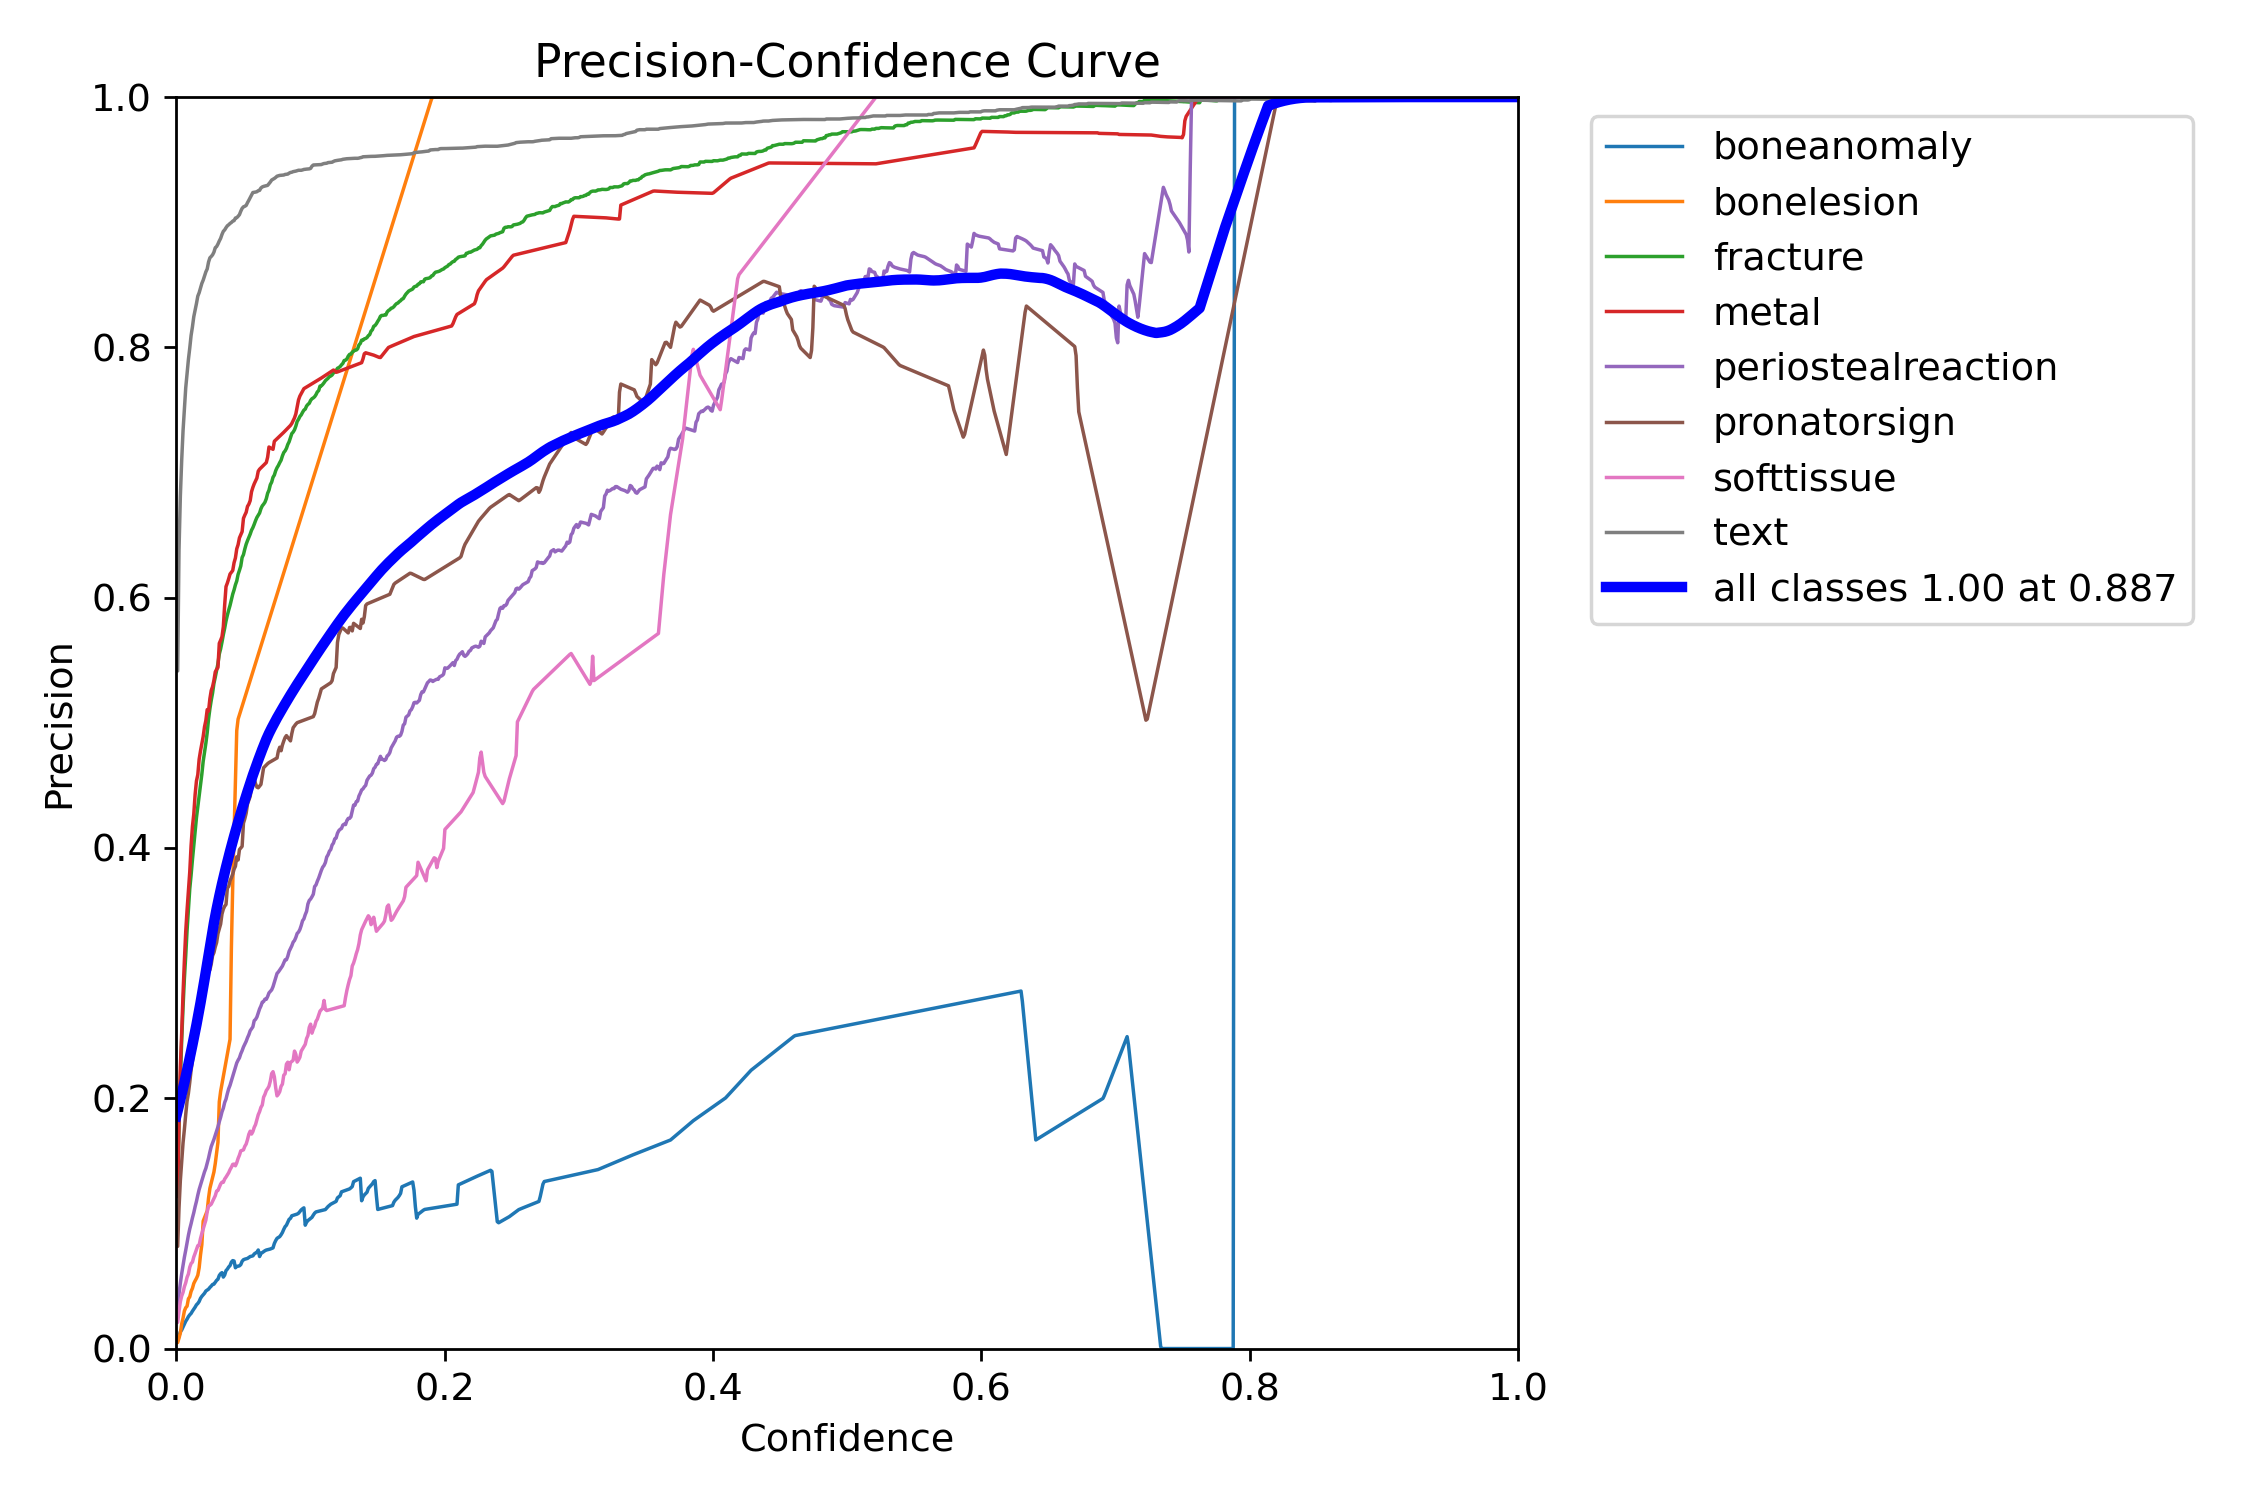 Precision-Confidence Curve
1.0
0.8
0.6
0.4
0.2
0.0
Precision
0.0 0.2 0.4 0.6 0.8 1.0
Confidence
boneanomaly
bonelesion
fracture
metal
periostealreaction
pronatorsign
softtissue
text
all classes 1.00 at 0.887